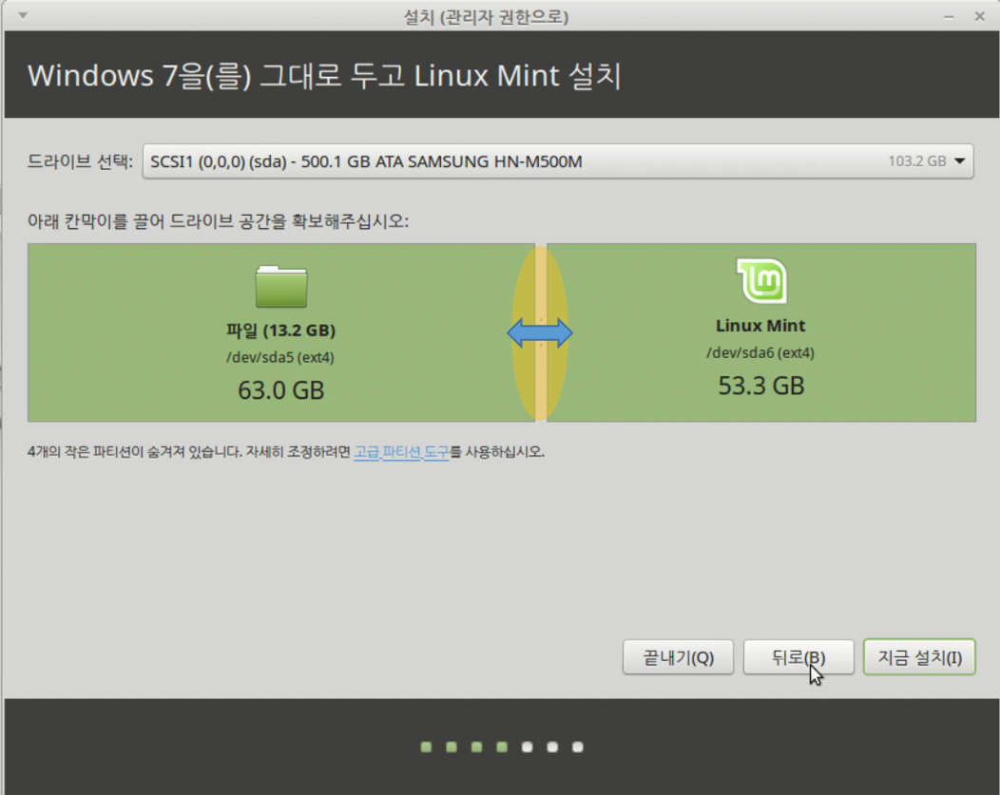 설치 (관리자 권한으로)
Windows 7을(를) 그대로 두고 Linux Mint 설치
드라이브 선택: SCSI1 (0,0,0) (sda) - 500.1 GB ATA SAMSUNG HN-M500M 103.2 GB
아래 칸막이를 끌어 드라이브 공간을 확보해주십시오:
파일 (13.2 GB)
/dev/sda5 (ext4)
63.0 GB
Linux Mint
/dev/sda6 (ext4)
53.3 GB
4개의 작은 파티션이 숨겨져 있습니다. 자세히 조정하려면 고급 파티션 도구를 사용하십시오.
끝내기(Q) 뒤로(B) 지금 설치(I)